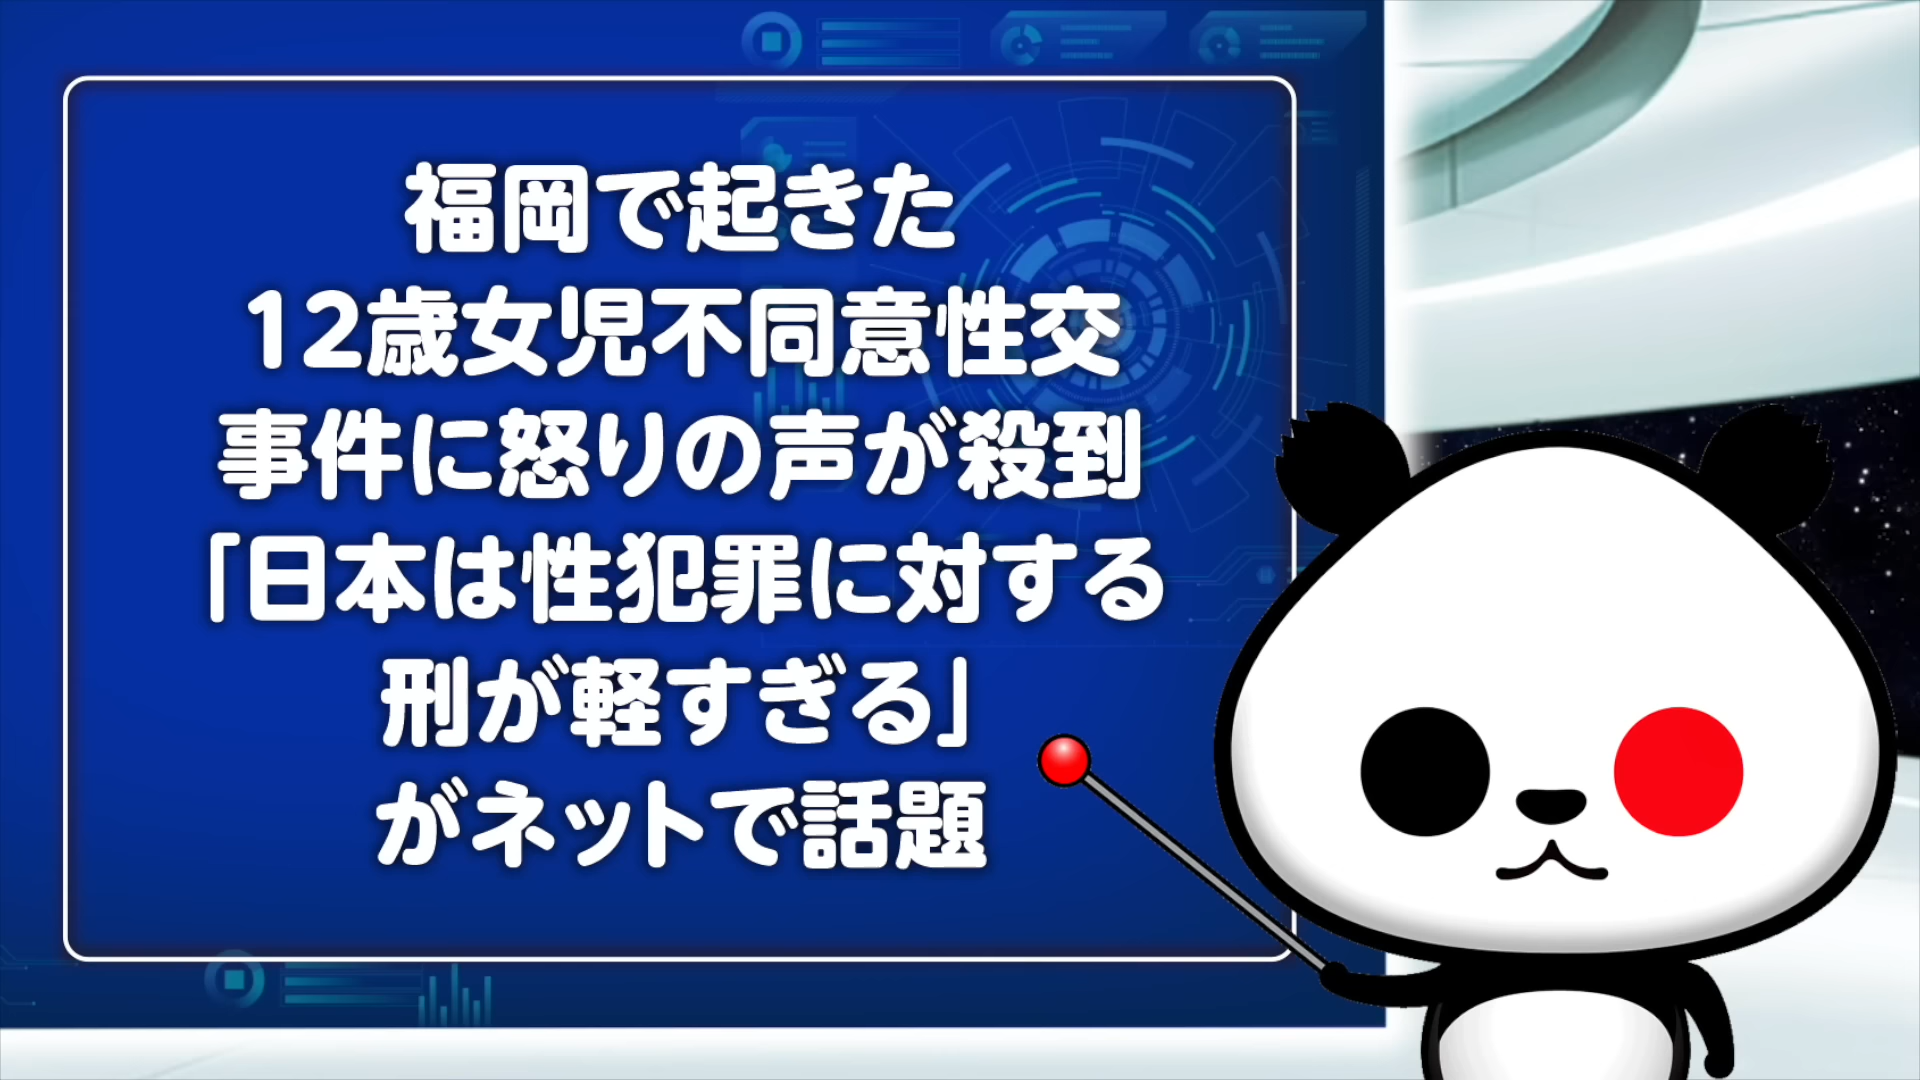 福岡で起きた
12歳女児不同意性交
事件に怒りの声が殺到
「日本は性犯罪に対する
刑が軽すぎる」
がネットで話題